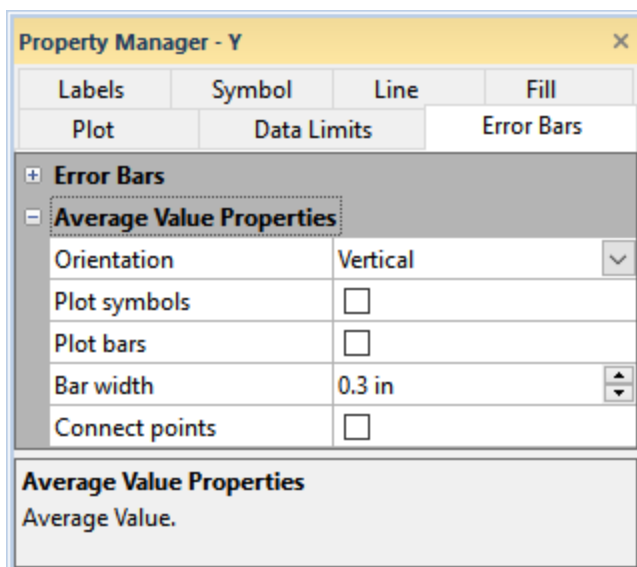 Property Manager - Y
Labels Symbol Line Fill
Plot Data Limits Error Bars
Error Bars
Average Value Properties
Orientation Vertical
Plot symbols
Plot bars
Bar width 0.3 in
Connect points
Average Value Properties
Average Value.